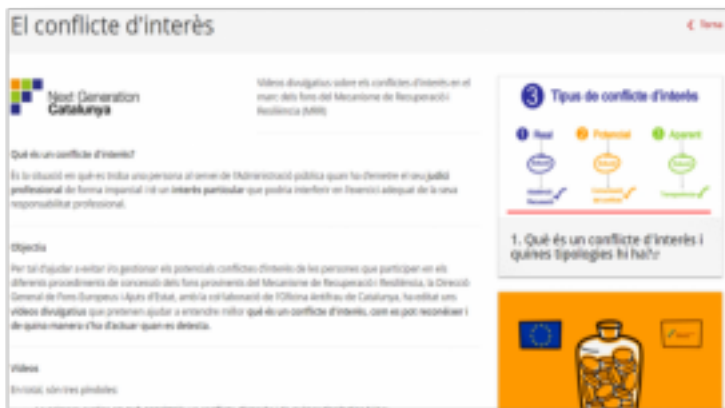 El conflicte d'interès
Torna
Next Generation
Catalunya
Vídeos divulgatius sobre els conflictes d'interès en el
marc dels fons del Mecanisme de Recuperació i
Resiliència (MRR)
Què és un conflicte d'interès?
És la situació en què es troba una persona al servei de l'Administració pública quan ha d'emetre el seu judici
professional de forma imparcial i té un interès particular que podria interferir en l'exercici adequat de la seva
responsabilitat professional.
Objectiu
Per tal d'ajudar a evitar i/o gestionar els potencials conflictes d'interès de les persones que participen en els
diferents procediments de concessió dels fons provinents del Mecanisme de Recuperació i Resiliència, la Direcció
General de Fons Europeus i Ajuts d'Estat, amb la col·laboració de l'Oficina Antifrau de Catalunya, ha editat uns
vídeos divulgatius que pretenen ajudar a entendre millor què és un conflicte d'interès, com es pot reconèixer i
de quina manera s'ha d'actuar quan es detecta.
Vídeos
En total, són tres píndoles:
3 Tipus de conflicte d'interès
1 Real
2 Potencial
3 Aparent
1. Què és un conflicte d'interès i
quines tipologies hi ha?